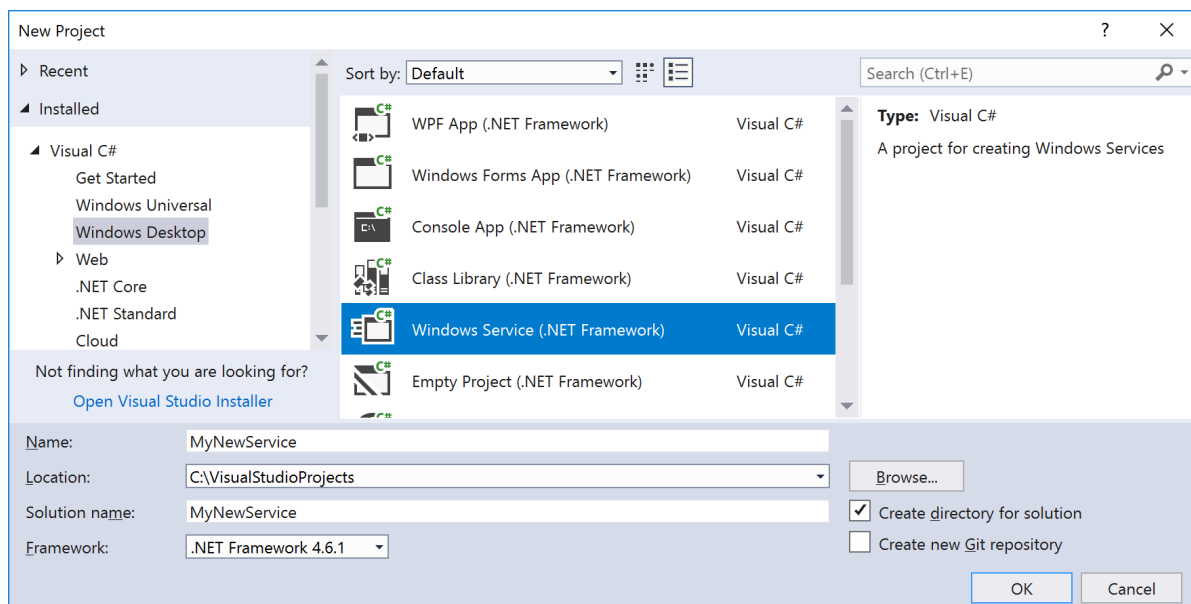 New Project
?
Recent
Installed
Visual C#
Get Started
Windows Universal
Windows Desktop
Web
.NET Core
.NET Standard
Cloud
Not finding what you are looking for?
Open Visual Studio Installer
Sort by: Default
C# WPF App (.NET Framework) Visual C#
C# Windows Forms App (.NET Framework) Visual C#
C# C:\ Console App (.NET Framework) Visual C#
C# Class Library (.NET Framework) Visual C#
C# Windows Service (.NET Framework) Visual C#
C# Empty Project (.NET Framework) Visual C#
Search (Ctrl+E)
Type: Visual C#
A project for creating Windows Services
Name: MyNewService
Location: C:\VisualStudioProjects Browse...
Solution name: MyNewService Create directory for solution
Framework: .NET Framework 4.6.1 Create new Git repository
OK Cancel